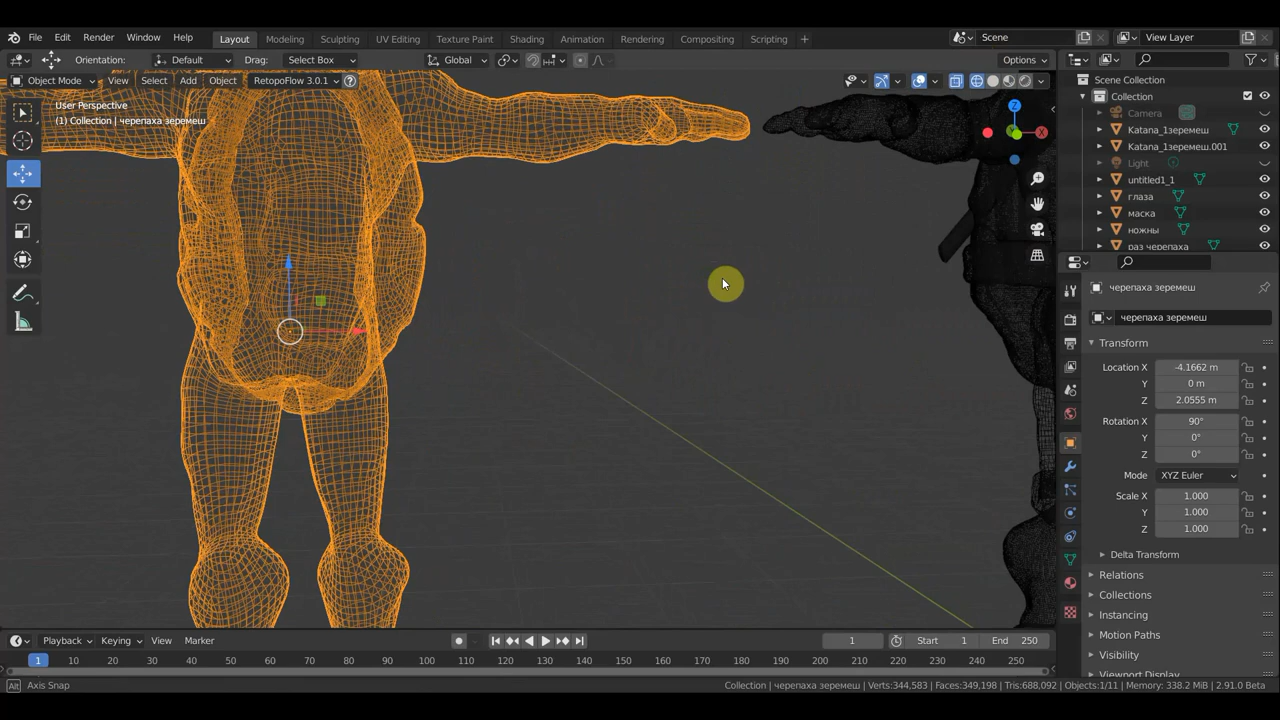 File Edit Render Window Help Layout Modeling Sculpting UV Editing Texture Paint Shading Animation Rendering Compositing Scripting + Scene View Layer
Orientation: Default Drag: Select Box Global Options
Object Mode View Select Add Object RetopoFlow 3.0.1 ?
User Perspective
(1) Collection | черепаха зеремеш
Z
X
Scene Collection
Collection
Camera
Katana_1зеремеш
Katana_1зеремеш.001
Light
untitled1_1
глаза
маска
ножны
раз черепаха
черепаха зеремеш
черепаха зеремеш
Transform
Location X -4.1662 m
Y 0 m
Z 2.0555 m
Rotation X 90°
Y 0°
Z 0°
Mode XYZ Euler
Scale X 1.000
Y 1.000
Z 1.000
Delta Transform
Relations
Collections
Instancing
Motion Paths
Visibility
Viewport Display
Playback Keying View Marker 1 Start 1 End 250
1 10 20 30 40 50 60 70 80 90 100 110 120 130 140 150 160 170 180 190 200 210 220 230 240 250
Alt Axis Snap Collection | черепаха зеремеш | Verts:344,583 | Faces:349,198 | Tris:688,092 | Objects:1/11 | Memory: 338.2 MiB | 2.91.0 Beta